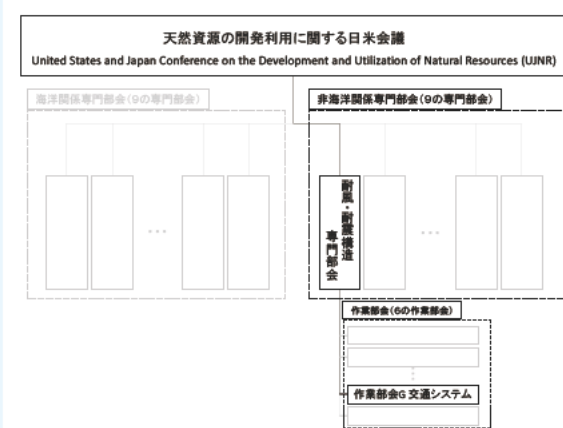 天然資源の開発利用に関する日米会議
United States and Japan Conference on the Development and Utilization of Natural Resources (UJNR)
海洋関係専門部会(9の専門部会)
非海洋関係専門部会(9の専門部会)
耐風・耐震構造
専門部会
…
…
作業部会(6の作業部会)
作業部会G 交通システム